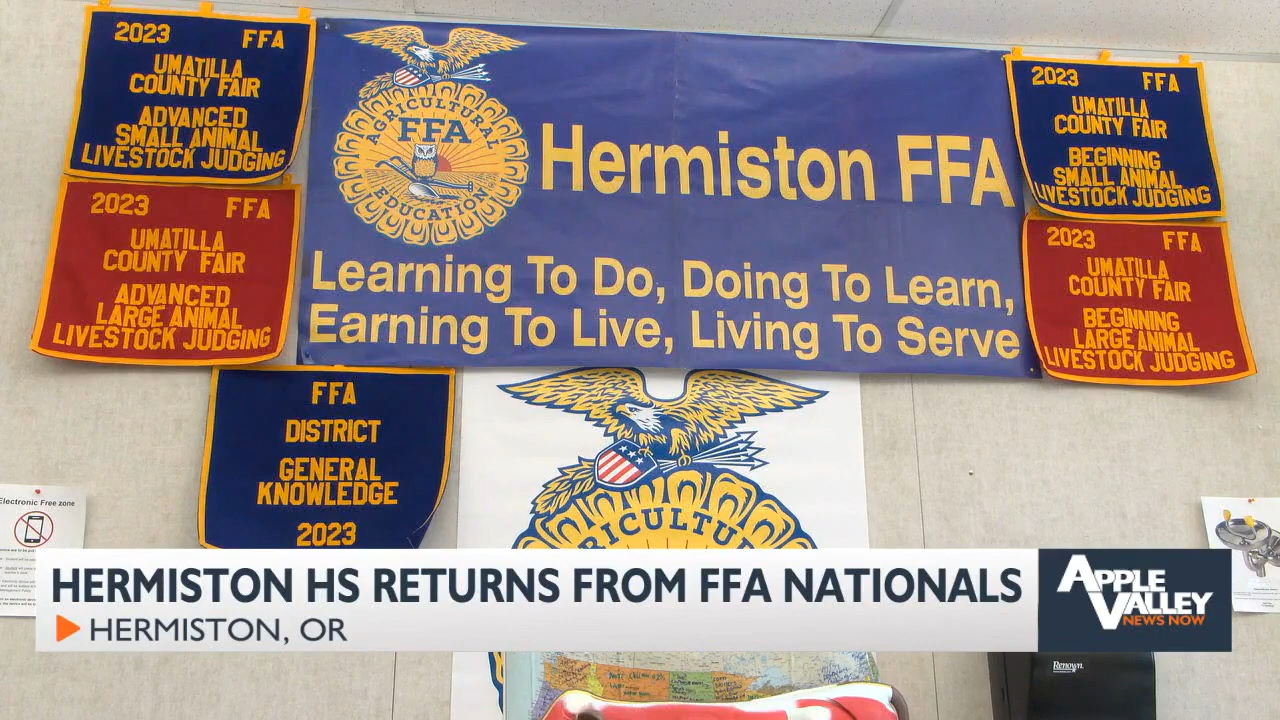 2023 FFA
UMATILLA
COUNTY FAIR
ADVANCED
SMALL ANIMAL
LIVESTOCK JUDGING
2023 FFA
UMATILLA
COUNTY FAIR
ADVANCED
LARGE ANIMAL
LIVESTOCK JUDGING
AGRICULTURAL
FFA
EDUCATION
Hermiston FFA
Learning To Do, Doing To Learn,
Earning To Live, Living To Serve
2023 FFA
UMATILLA
COUNTY FAIR
BEGINNING
SMALL ANIMAL
LIVESTOCK JUDGING
2023 FFA
UMATILLA
COUNTY FAIR
BEGINNING
LARGE ANIMAL
LIVESTOCK JUDGING
FFA
DISTRICT
GENERAL
KNOWLEDGE
2023
Electronic Free zone
RICULTU
HERMISTON HS RETURNS FROM FFA NATIONALS
HERMISTON, OR
APPLE
VALLEY
NEWS NOW
Renown